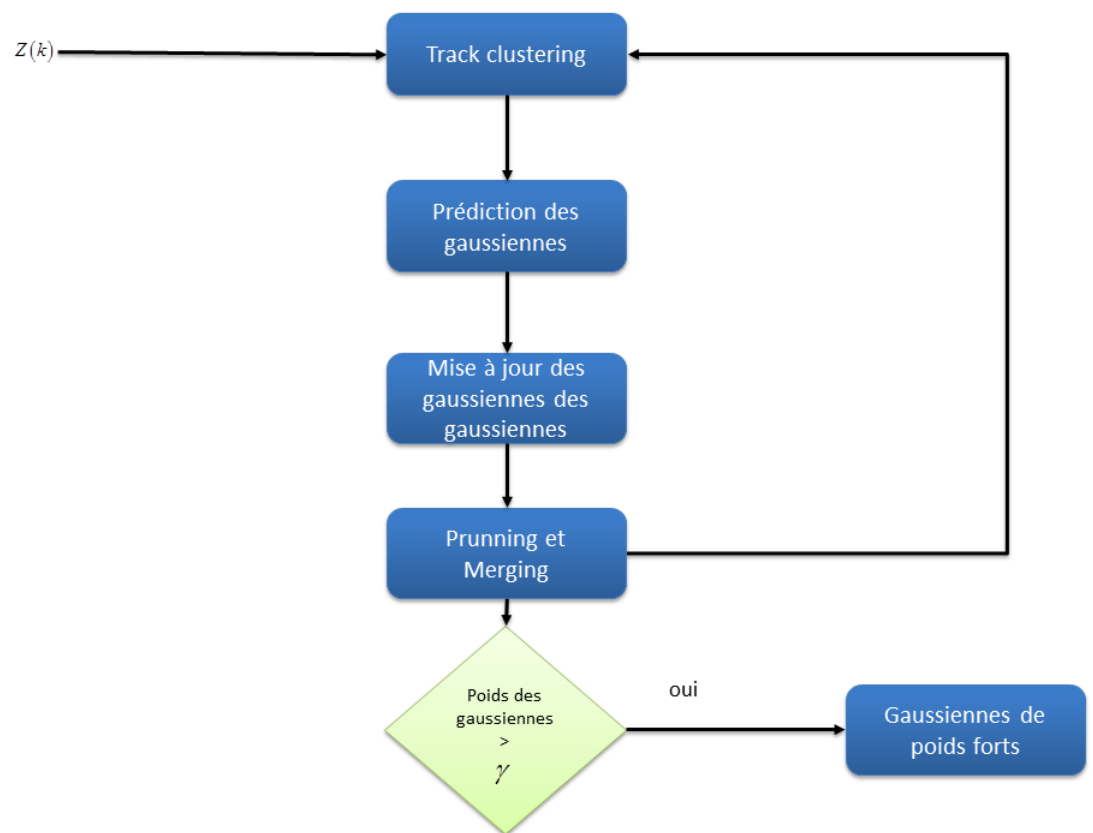 Z(k)
Track clustering
Prédiction des
gaussiennes
Mise à jour des
gaussiennes des
gaussiennes
Prunning et
Merging
Poids des
gaussiennes
>
γ
oui
Gaussiennes de
poids forts